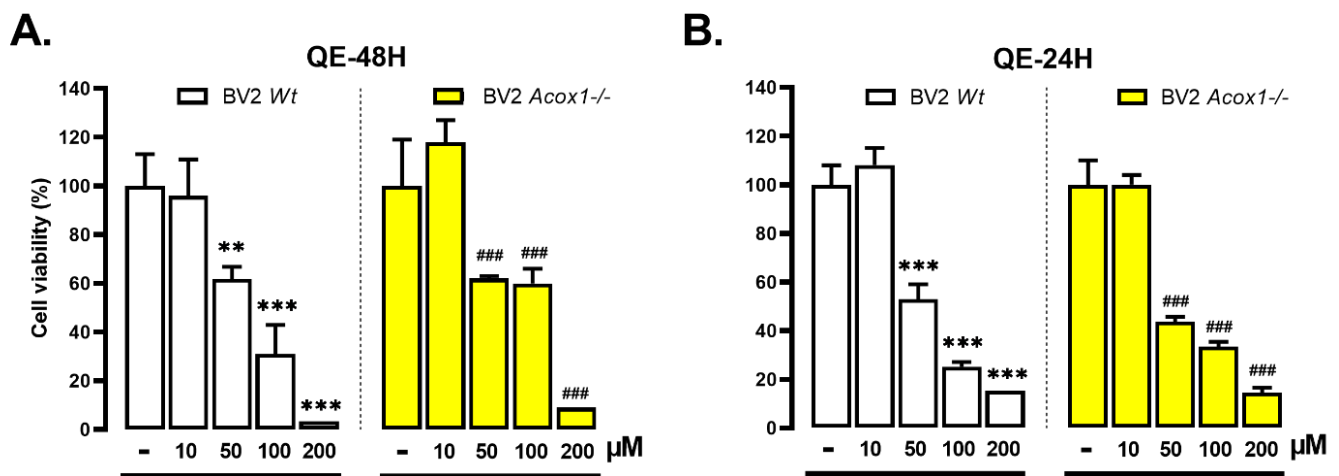 A.
QE-48H
BV2 Wt
BV2 Acox1-/-
Cell viability (%)
140
120
100
80
60
40
20
0
**
***
***
###
###
###
- 10 50 100 200
- 10 50 100 200 µM
B.
QE-24H
BV2 Wt
BV2 Acox1-/-
140
120
100
80
60
40
20
0
***
***
***
###
###
###
- 10 50 100 200
- 10 50 100 200 µM